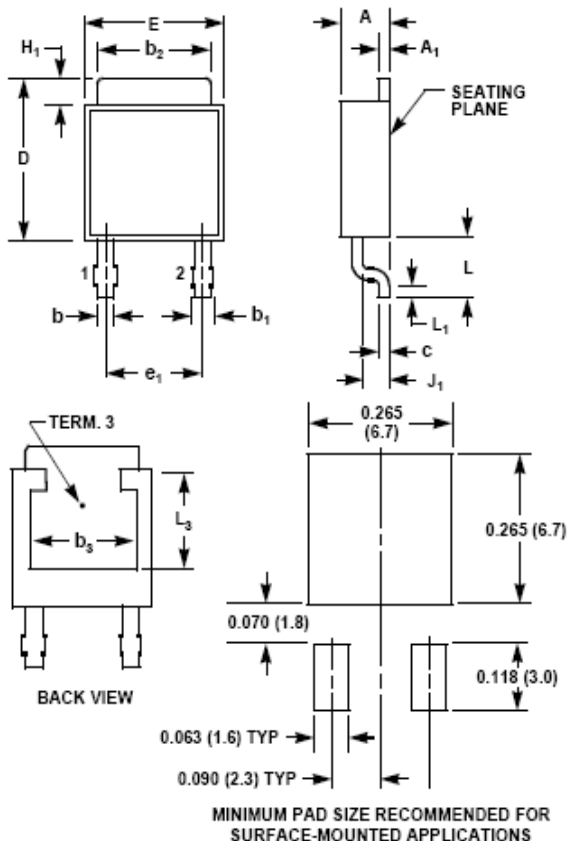 E
A
H1
b2
A1
SEATING
PLANE
D
1
2
L
b
b1
L1
e1
c
J1
TERM. 3
0.265
(6.7)
L3
b3
0.265 (6.7)
0.070 (1.8)
0.118 (3.0)
BACK VIEW
0.063 (1.6) TYP
0.090 (2.3) TYP
MINIMUM PAD SIZE RECOMMENDED FOR
SURFACE-MOUNTED APPLICATIONS